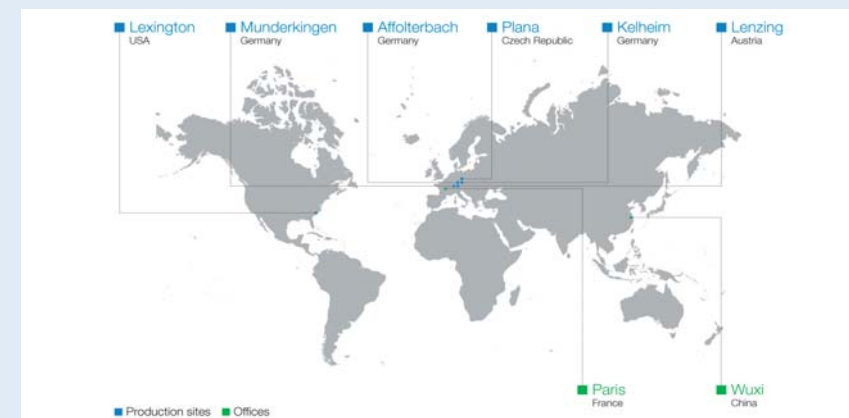 Lexington
USA
Munderkingen
Germany
Affolterbach
Germany
Plana
Czech Republic
Kelheim
Germany
Lenzing
Austria
Paris
France
Wuxi
China
Production sites
Offices